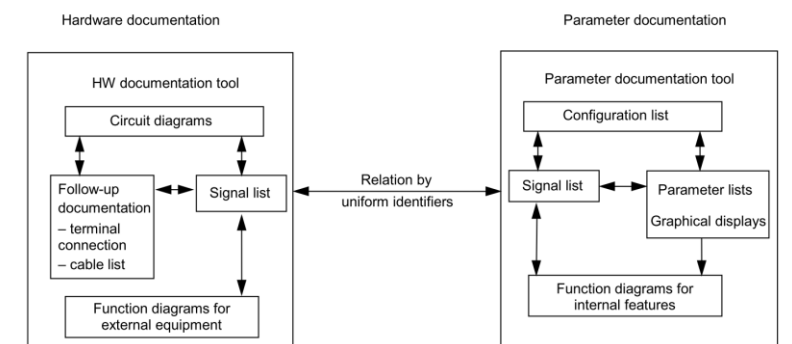 Hardware documentation
Parameter documentation
HW documentation tool
Circuit diagrams
Follow-up
documentation
– terminal
connection
– cable list
Signal list
Function diagrams for
external equipment
Relation by
uniform identifiers
Parameter documentation tool
Configuration list
Signal list
Parameter lists
Graphical displays
Function diagrams for
internal features